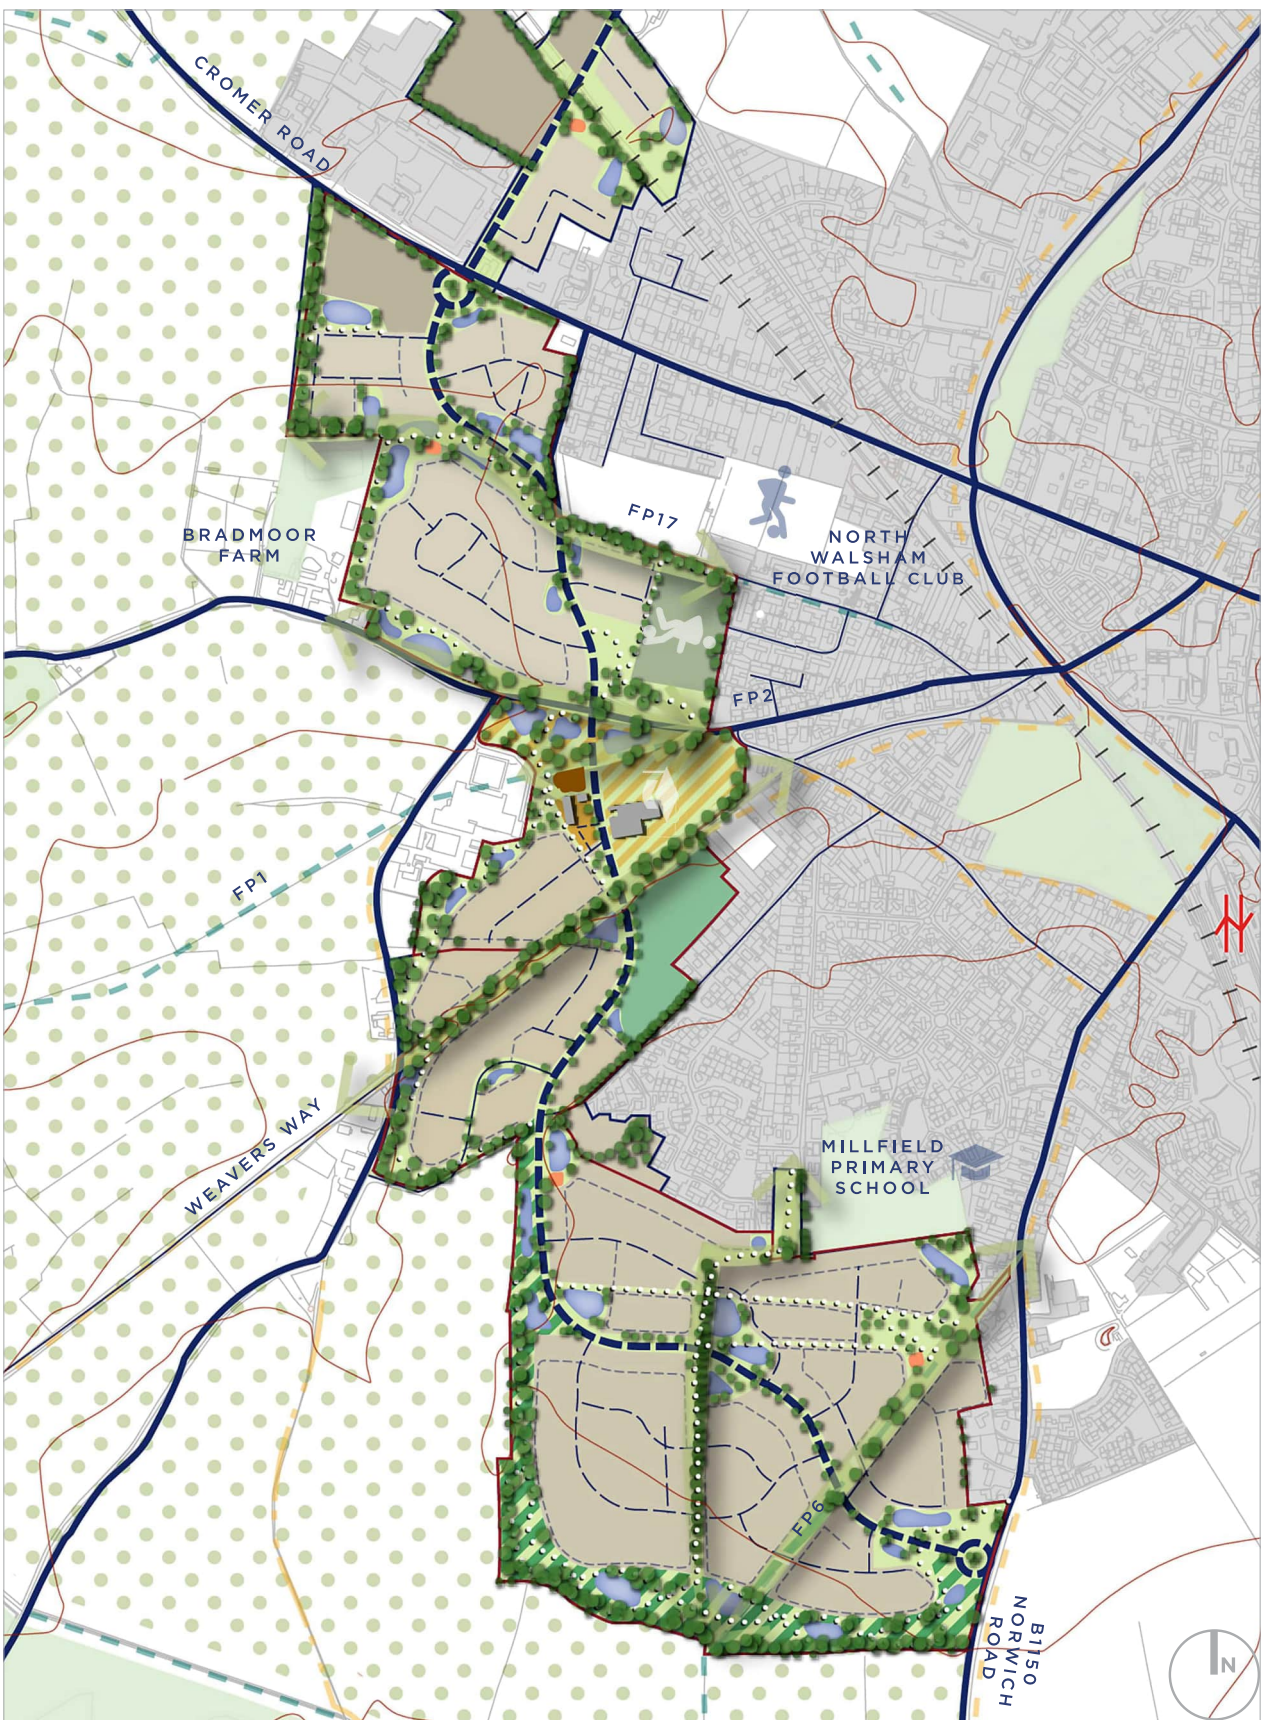 CROMER ROAD
FP17
BRADMOOR
FARM
NORTH
WALSHAM
FOOTBALL CLUB
FP2
FP1
WEAVERS WAY
MILLFIELD
PRIMARY
SCHOOL
FP6
B1150
NORWICH
ROAD
N